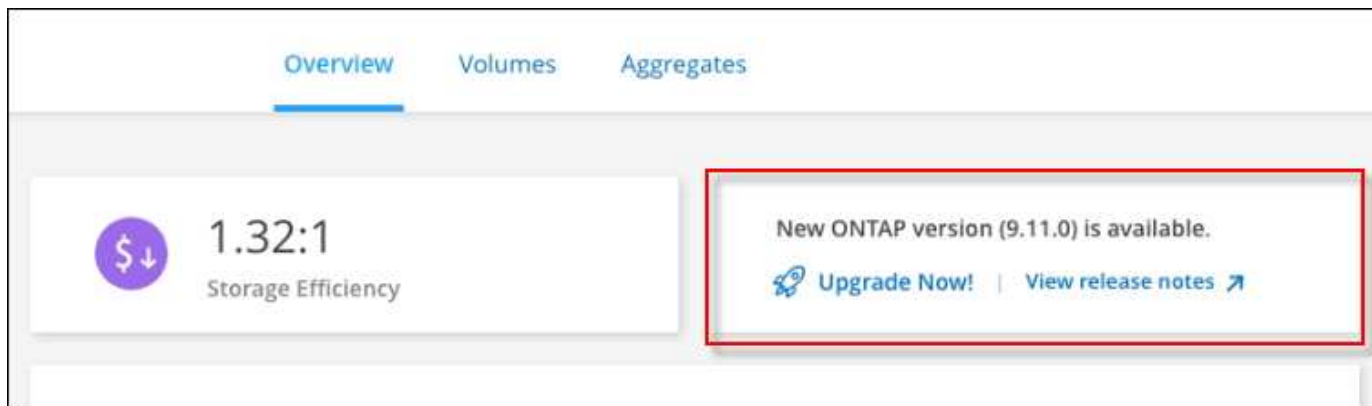 Overview Volumes Aggregates
1.32:1
Storage Efficiency
New ONTAP version (9.11.0) is available.
Upgrade Now! | View release notes